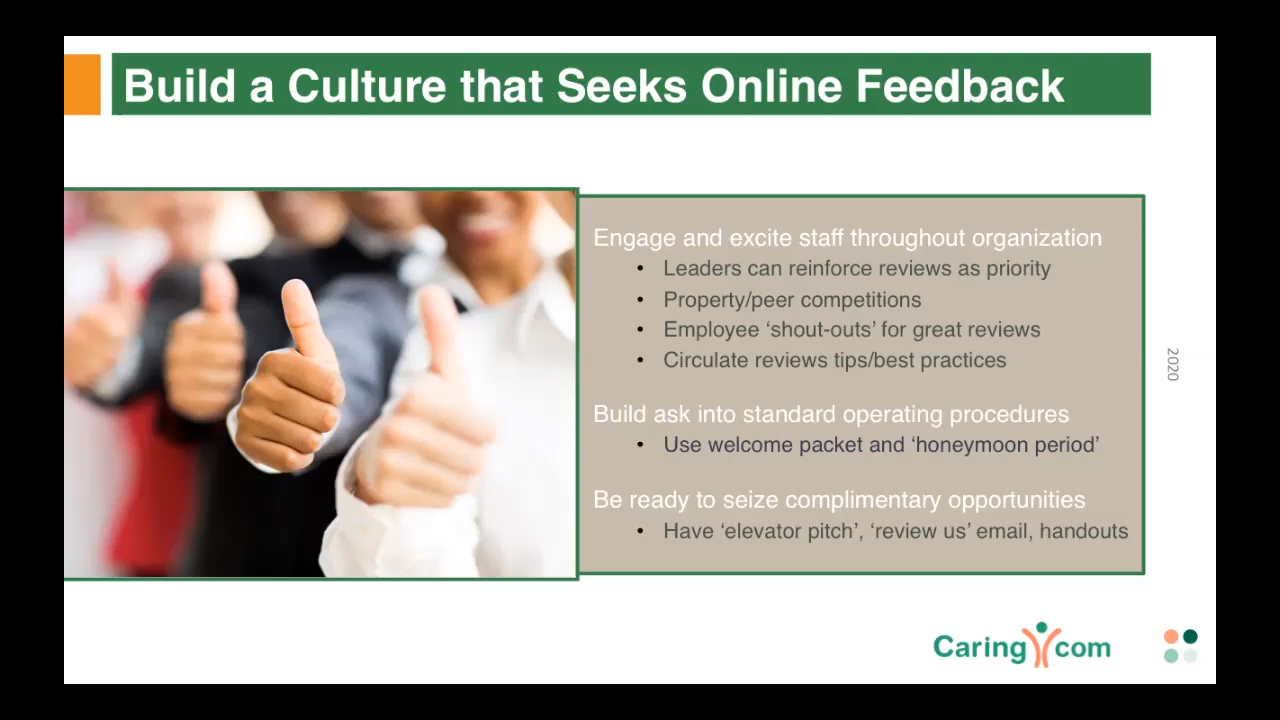 Build a Culture that Seeks Online Feedback
Engage and excite staff throughout organization
• Leaders can reinforce reviews as priority
• Property/peer competitions
• Employee ‘shout-outs’ for great reviews
• Circulate reviews tips/best practices
Build ask into standard operating procedures
• Use welcome packet and ‘honeymoon period’
Be ready to seize complimentary opportunities
• Have ‘elevator pitch’, ‘review us’ email, handouts
2020
Caring com